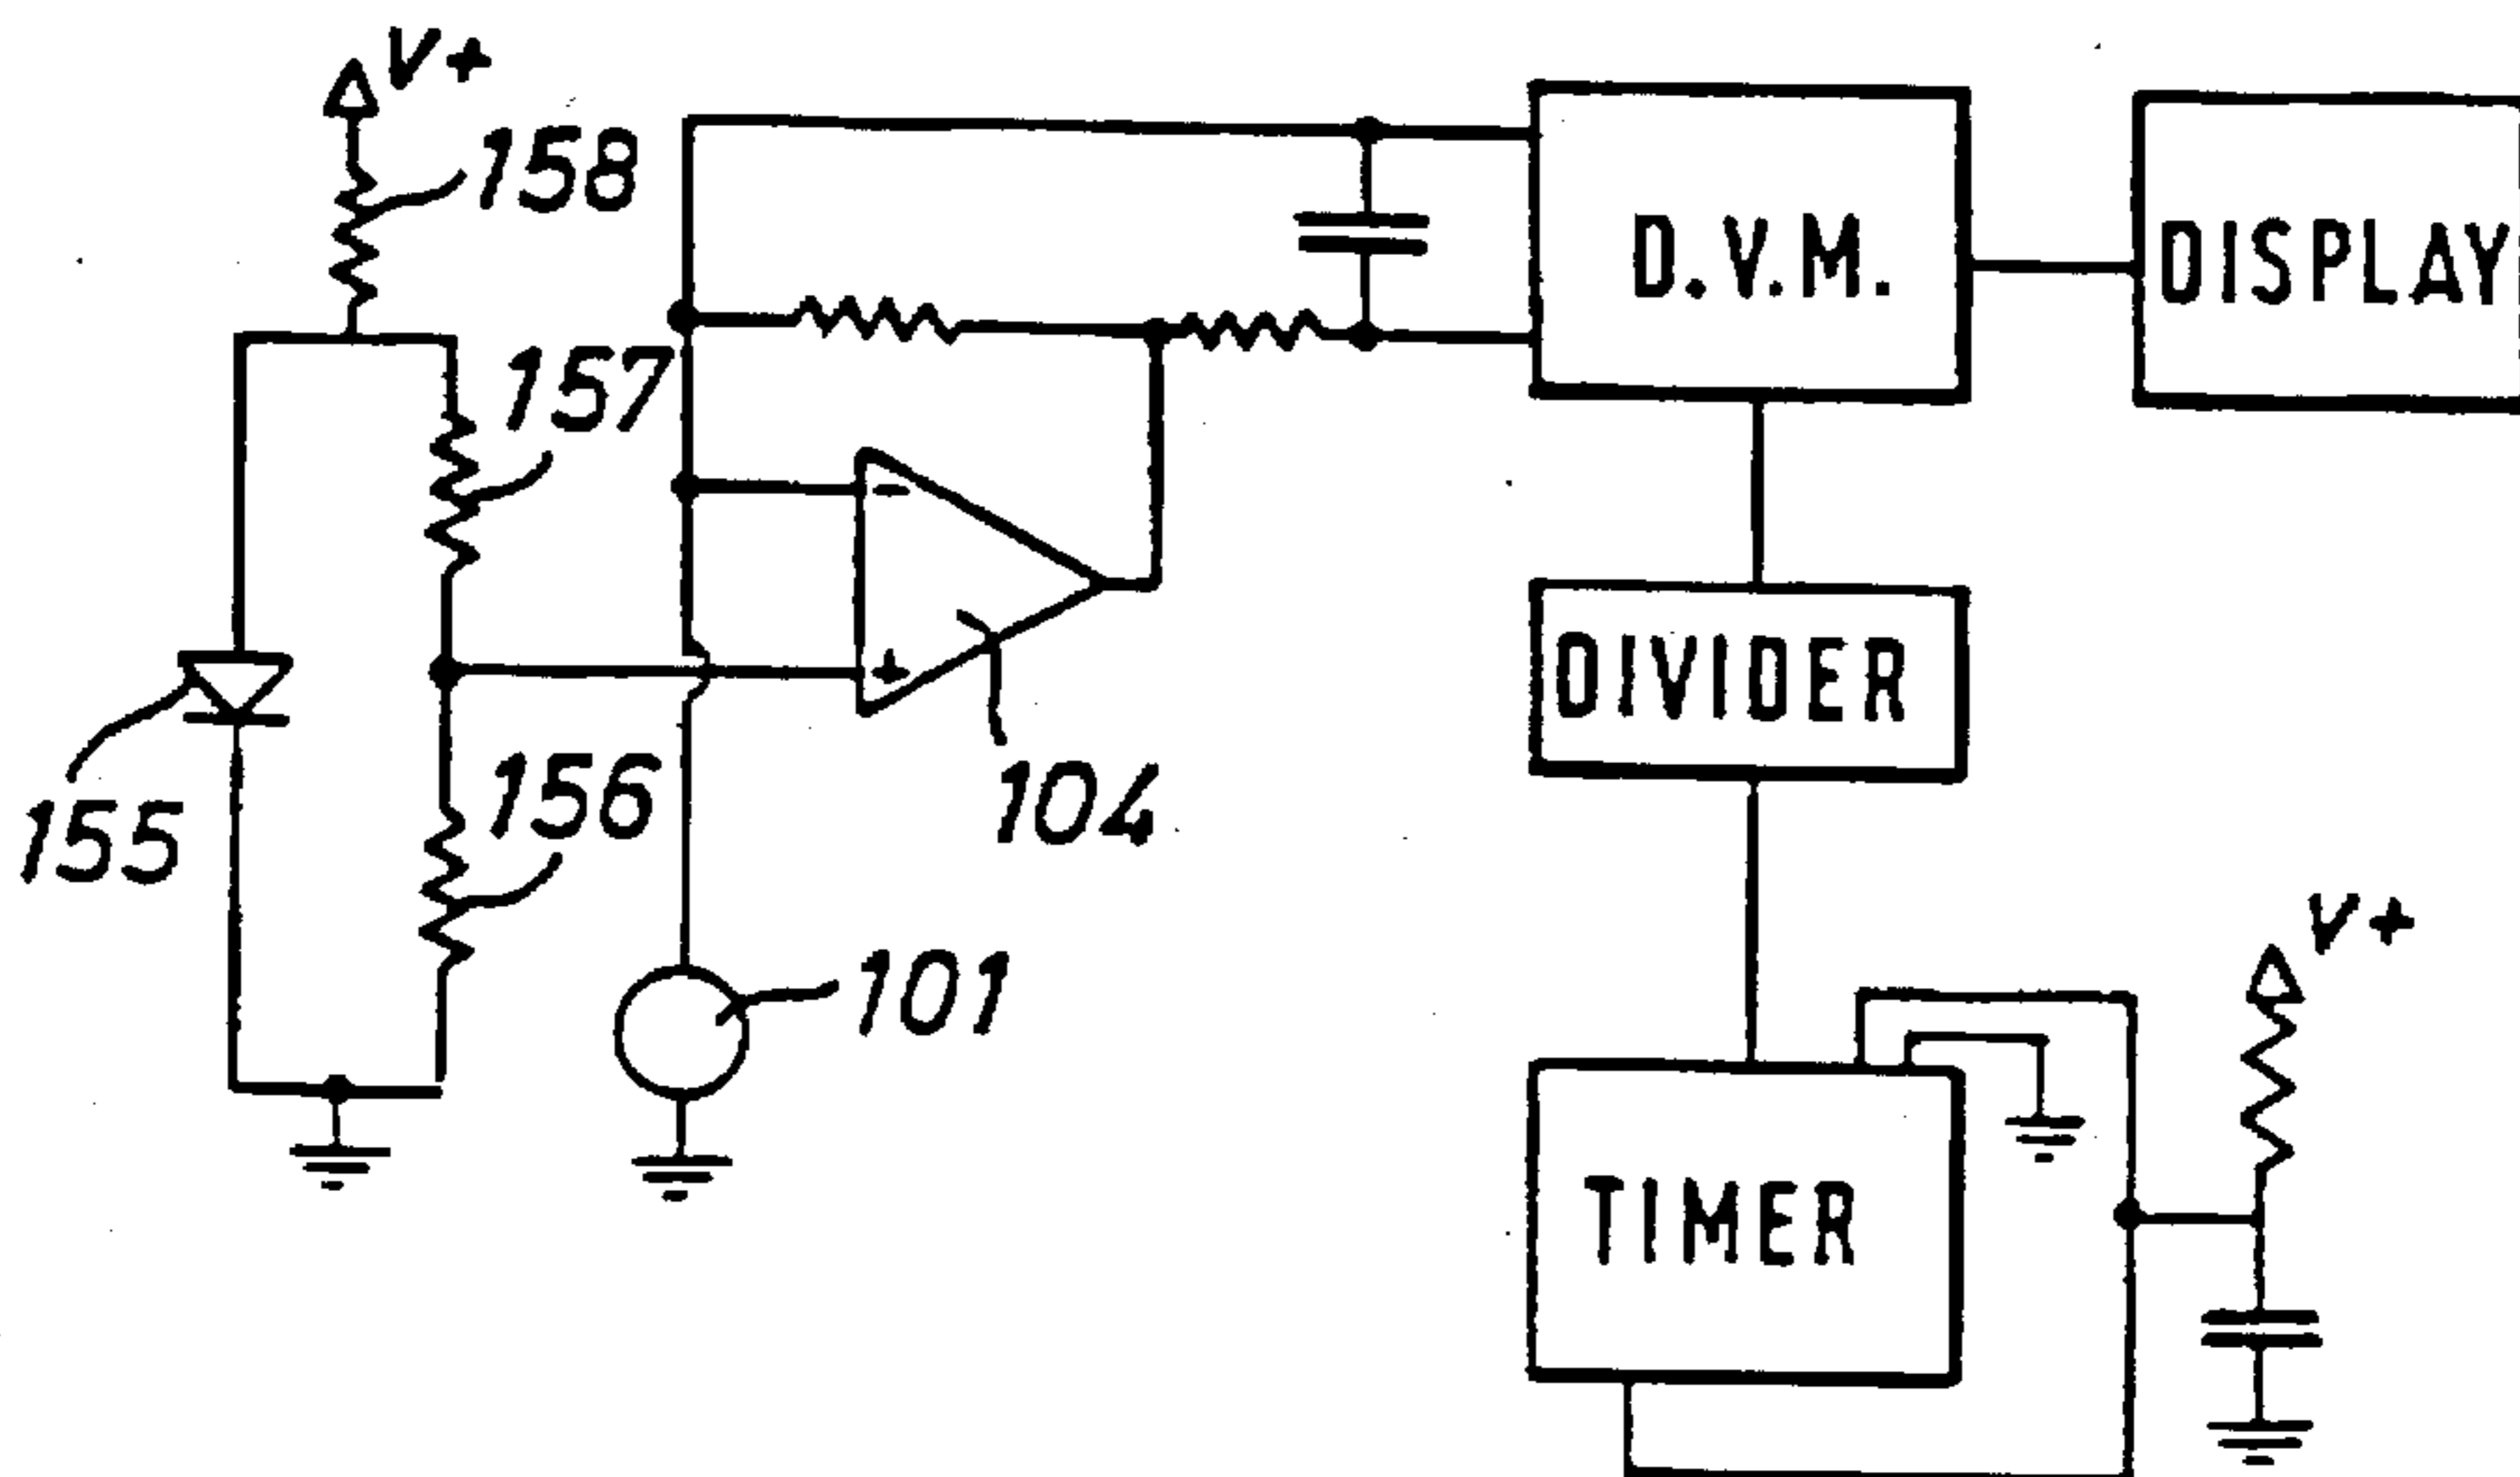 V+
158
D.V.M.
DISPLAY
157
-
+
DIVIDER
156
104
155
V+
101
TIMER